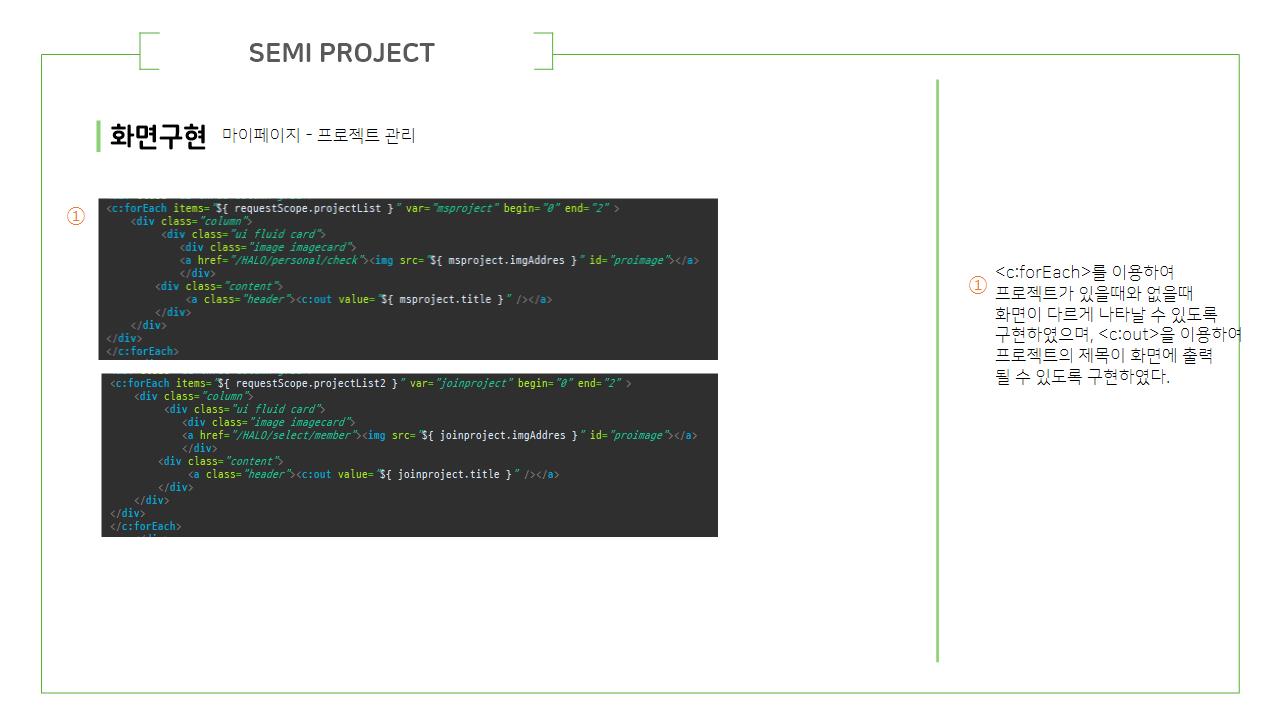 SEMI PROJECT
화면구현 마이페이지 - 프로젝트 관리
①
<c:forEach items="${ requestScope.projectList }" var="msproject" begin="0" end="2" >
<div class="column">
<div class="ui fluid card">
<div class="image imagecard">
<a href="/HALO/personal/check"><img src="${ msproject.imgAddres }" id="proimage"></a>
</div>
<div class="content">
<a class="header"><c:out value="${ msproject.title }" /></a>
</div>
</div>
</div>
</c:forEach>
<c:forEach items="${ requestScope.projectList2 }" var="joinproject" begin="0" end="2" >
<div class="column">
<div class="ui fluid card">
<div class="image imagecard">
<a href="/HALO/select/member"><img src="${ joinproject.imgAddres }" id="proimage"></a>
</div>
<div class="content">
<a class="header"><c:out value="${ joinproject.title }" /></a>
</div>
</div>
</div>
</c:forEach>
① <c:forEach>를 이용하여
프로젝트가 있을때와 없을때
화면이 다르게 나타날 수 있도록
구현하였으며, <c:out>을 이용하여
프로젝트의 제목이 화면에 출력
될 수 있도록 구현하였다.